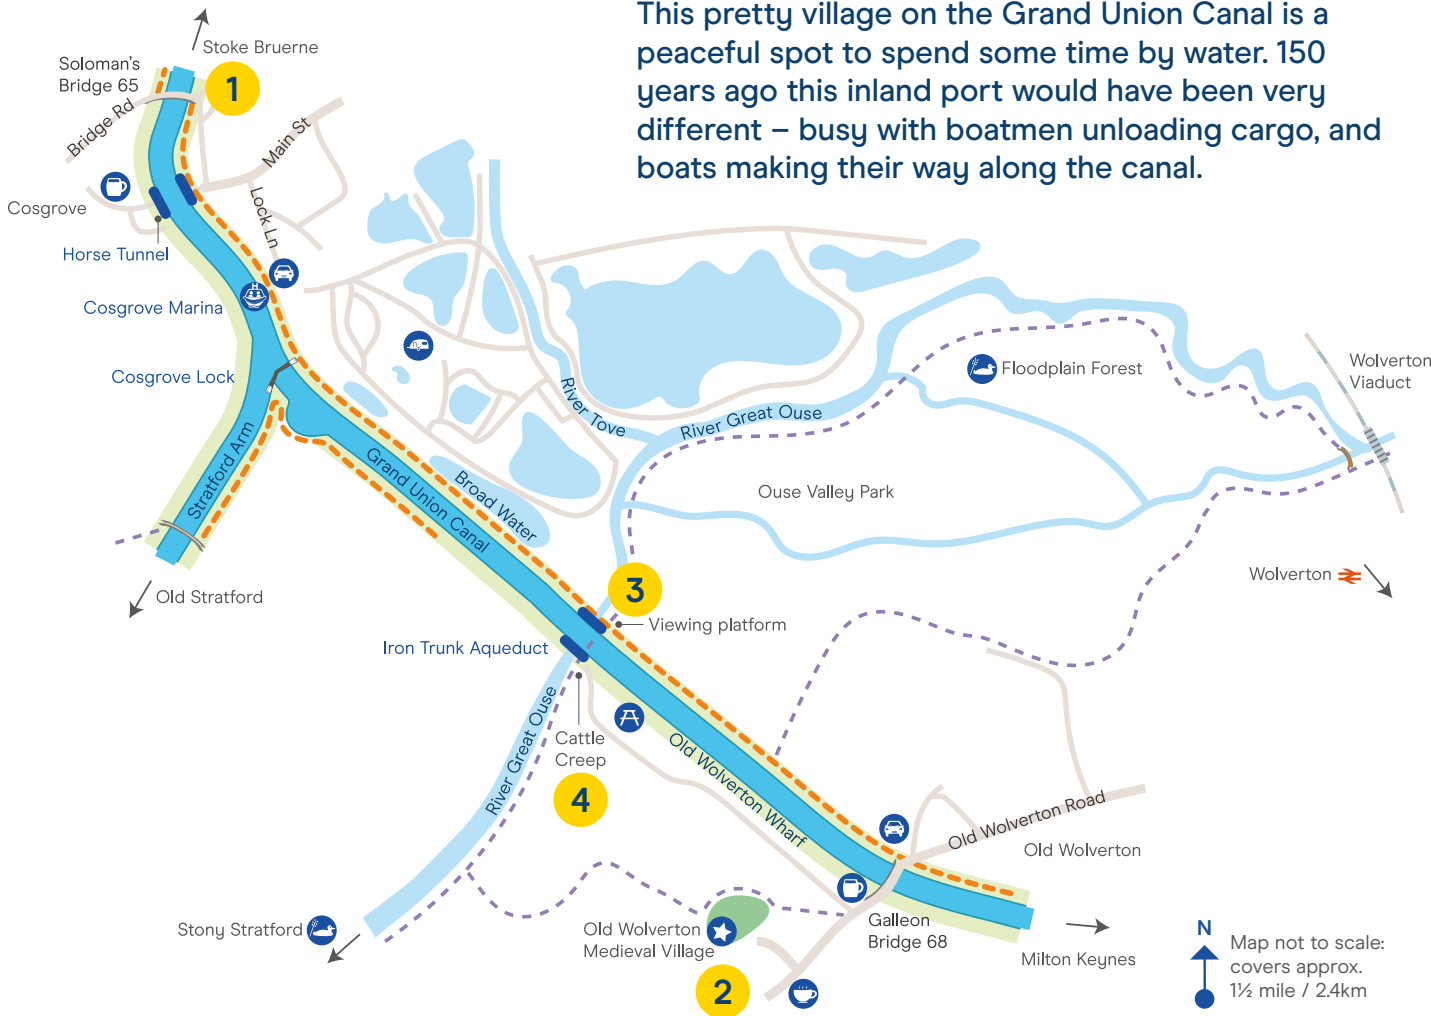 This pretty village on the Grand Union Canal is a
peaceful spot to spend some time by water. 150
years ago this inland port would have been very
different – busy with boatmen unloading cargo, and
boats making their way along the canal.
Stoke Bruerne
Soloman's
Bridge 65
1
Bridge Rd
Main St
Lock Ln
Cosgrove
Horse Tunnel
Cosgrove Marina
Cosgrove Lock
Stratford Arm
Grand Union Canal
Broad Water
River Tove
River Great Ouse
Floodplain Forest
Wolverton
Viaduct
Ouse Valley Park
Old Stratford
3
Viewing platform
Wolverton
Iron Trunk Aqueduct
River Great Ouse
Cattle
Creep
4
Old Wolverton Wharf
Old Wolverton Road
Old Wolverton
Stony Stratford
Old Wolverton
Medieval Village
2
Galleon
Bridge 68
Milton Keynes
N
Map not to scale:
covers approx.
1½ mile / 2.4km